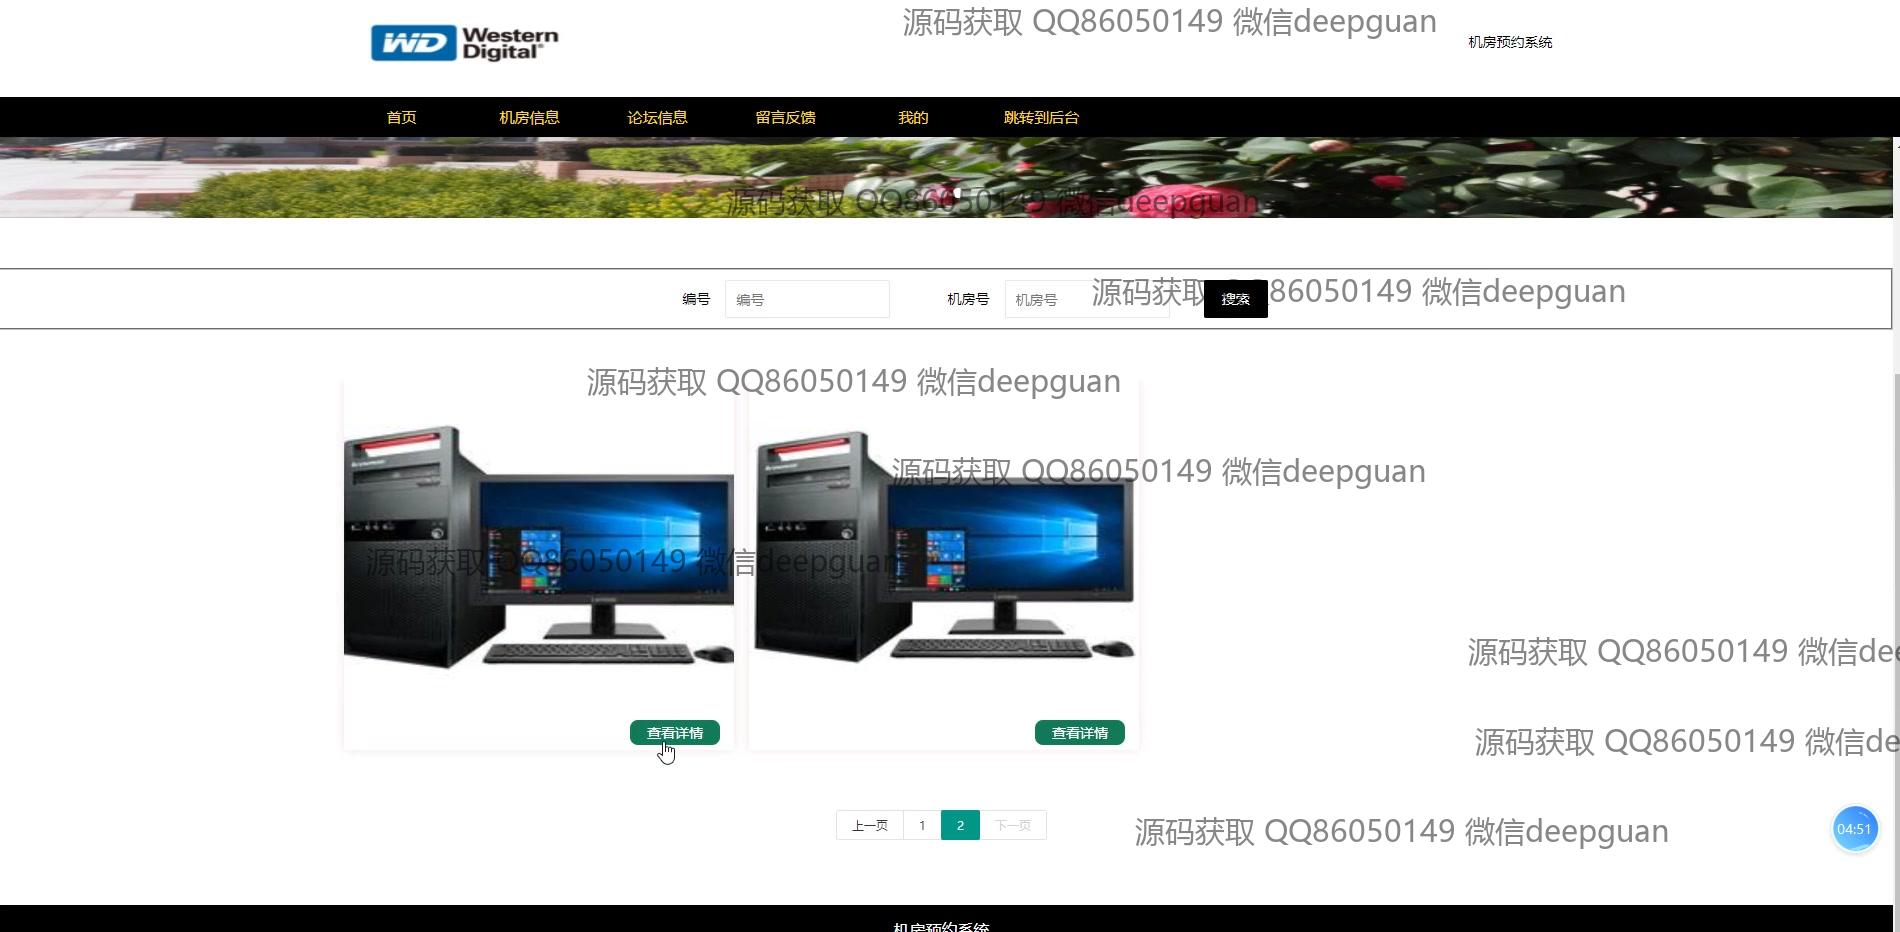 源码获取 QQ86050149 微信deepguan
WD Western
Digital
机房预约系统
首页 机房信息 论坛信息 留言反馈 我的 跳转到后台
源码获取 QQ86050149 微信deepguan
编号 编号 机房号 机房号 搜索
源码获取 QQ86050149 微信deepguan
源码获取 QQ86050149 微信deepguan
源码获取 QQ86050149 微信deepguan
源码获取 QQ86050149 微信deepguan
源码获取 QQ86050149 微信dee
查看详情 查看详情
源码获取 QQ86050149 微信de
上一页 1 2 下一页
源码获取 QQ86050149 微信deepguan
04:51
机房预约系统